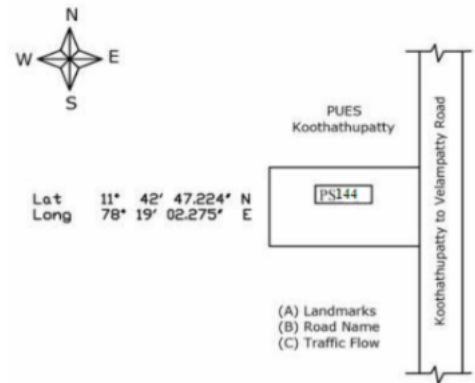 N
W E
S
PUES
Koothathupatty
Koothathupatty to Velampatty Road
PS144
Lat 11° 42' 47.224" N
Long 78° 19' 02.275" E
(A) Landmarks
(B) Road Name
(C) Traffic Flow